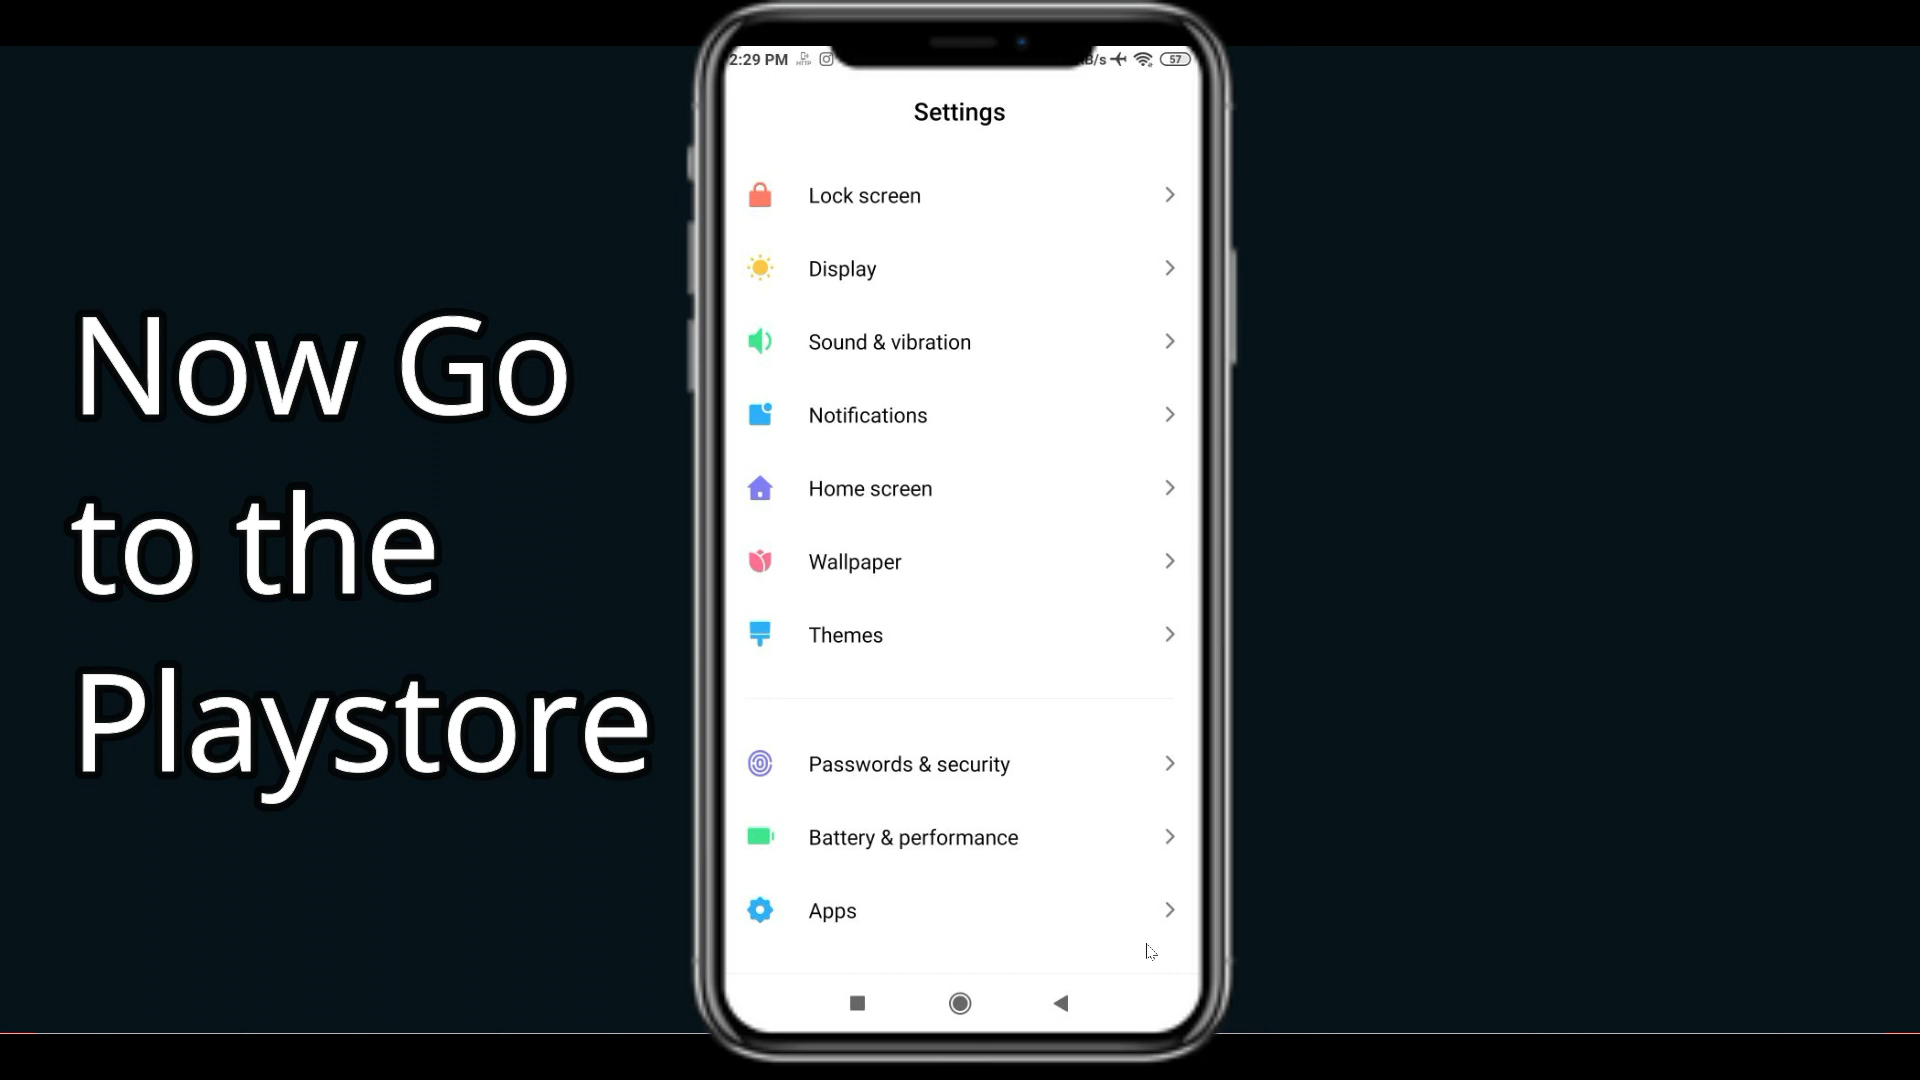 Now Go
to the
Playstore
2:29 PM
B/s
57
Settings
Lock screen
Display
Sound & vibration
Notifications
Home screen
Wallpaper
Themes
Passwords & security
Battery & performance
Apps